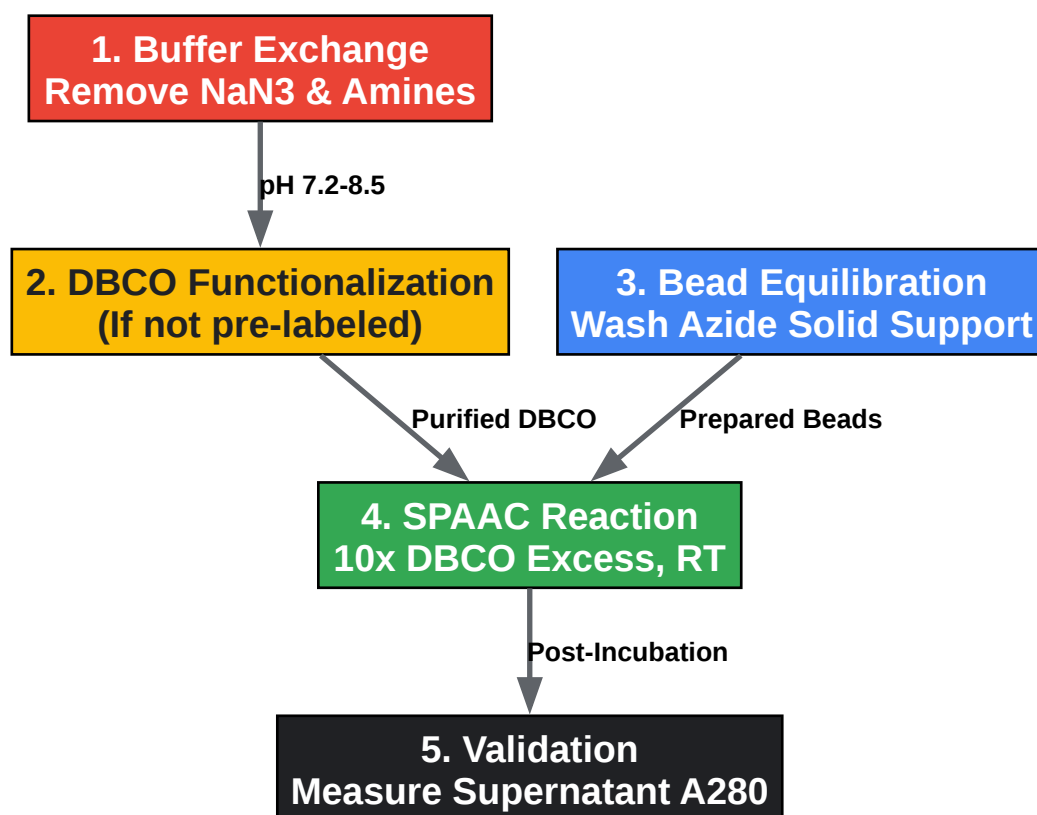 1. Buffer Exchange
Remove NaN3 & Amines
pH 7.2-8.5
2. DBCO Functionalization
(If not pre-labeled)
3. Bead Equilibration
Wash Azide Solid Support
Purified DBCO
Prepared Beads
4. SPAAC Reaction
10x DBCO Excess, RT
Post-Incubation
5. Validation
Measure Supernatant A280